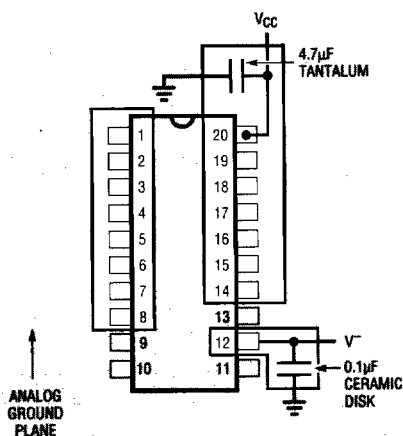 VCC
4.7µF
TANTALUM
1 20
2 19
3 18
4 17
5 16
6 15
7 14
8 13
9 12 V−
10 11
0.1µF
CERAMIC
DISK
ANALOG
GROUND
PLANE